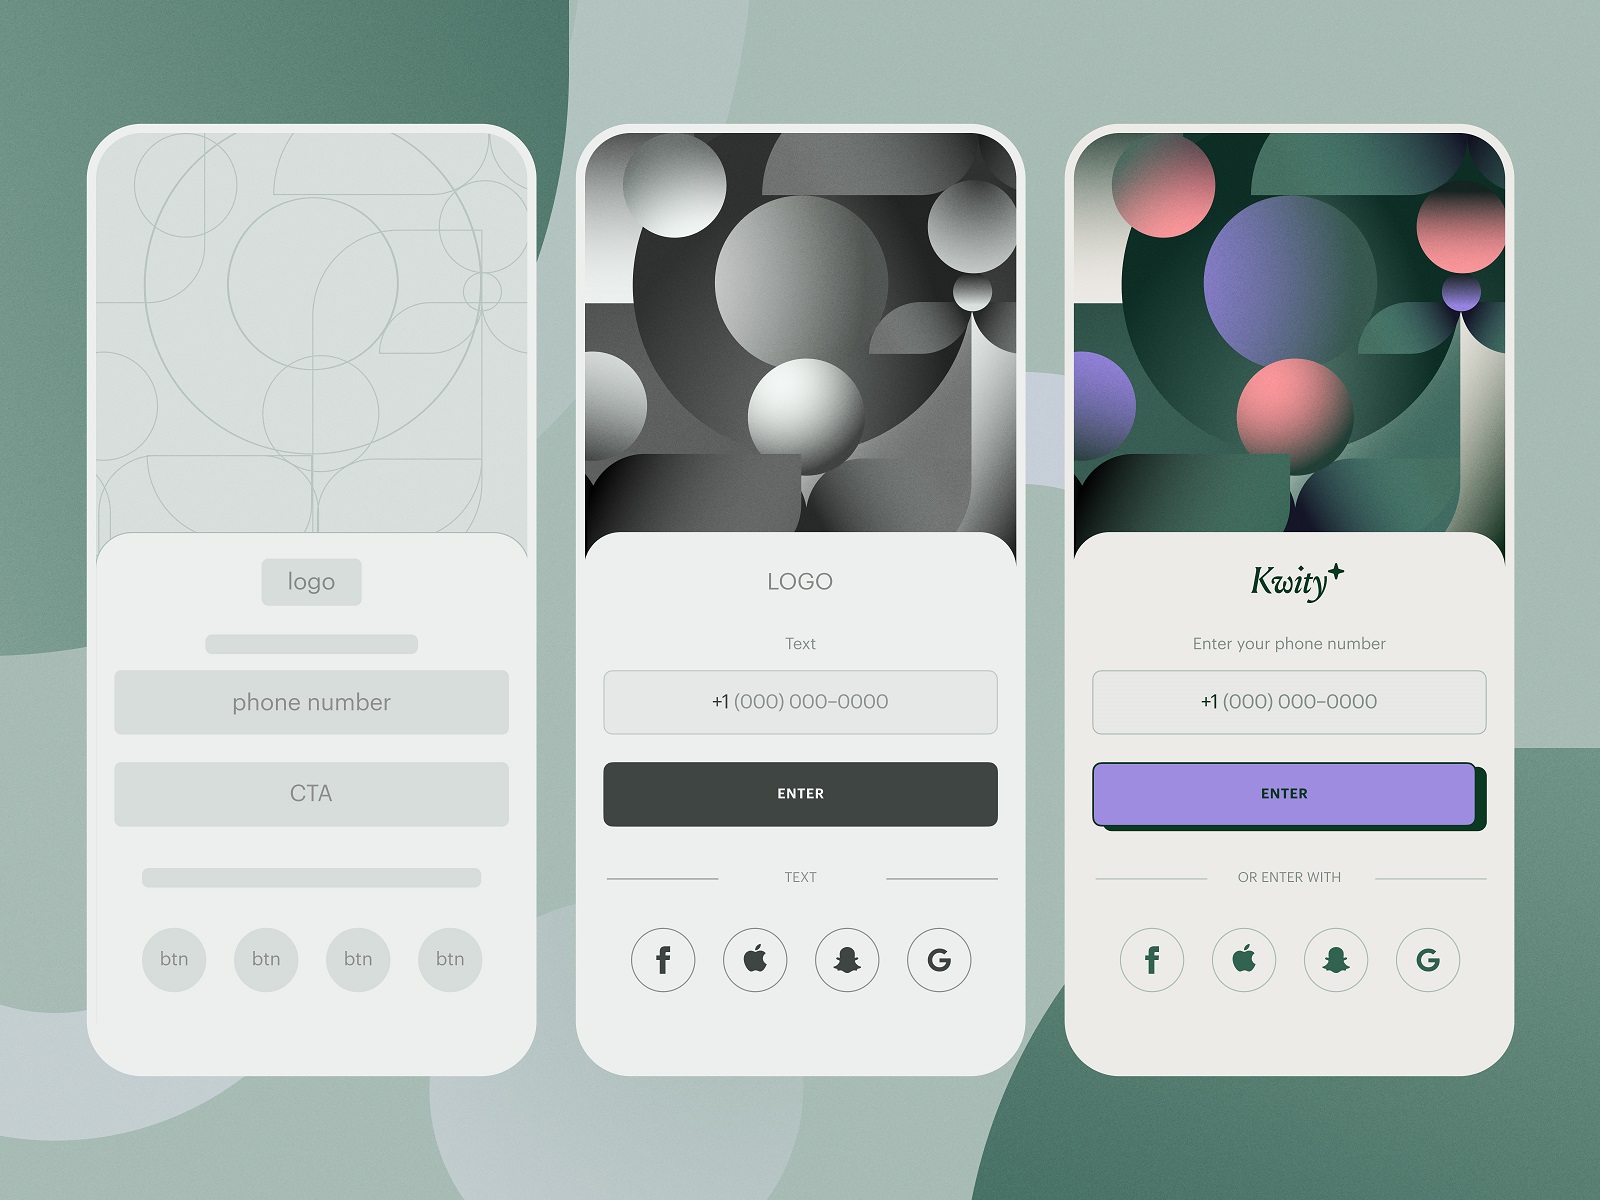 logo
phone number
CTA
btn btn btn btn
LOGO
Text
+1 (000) 000–0000
ENTER
TEXT
Kwity
Enter your phone number
+1 (000) 000–0000
ENTER
OR ENTER WITH